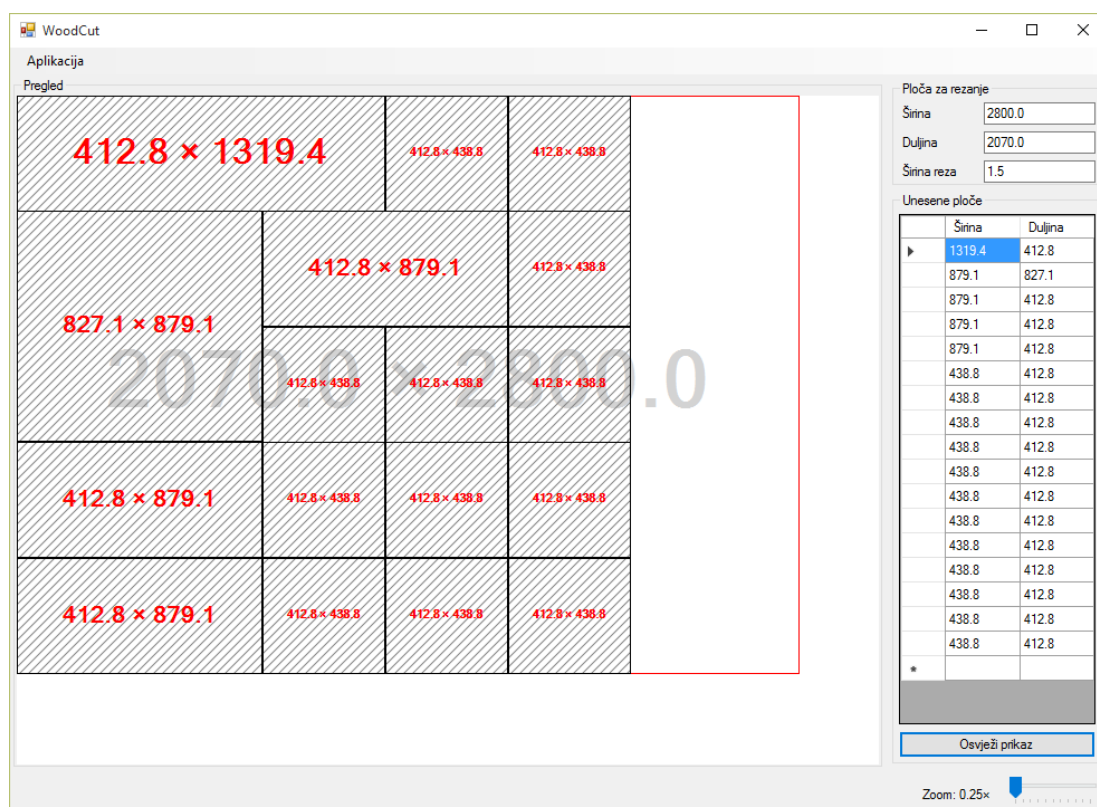 WoodCut
Aplikacija
Pregled
412.8 × 1319.4
412.8 × 438.8
412.8 × 438.8
412.8 × 879.1
412.8 × 438.8
827.1 × 879.1
2070.0 × 2800.0
412.8 × 438.8
412.8 × 438.8
412.8 × 438.8
412.8 × 879.1
412.8 × 438.8
412.8 × 438.8
412.8 × 438.8
412.8 × 879.1
412.8 × 438.8
412.8 × 438.8
412.8 × 438.8
Ploča za rezanje
Širina 2800.0
Duljina 2070.0
Širina reza 1.5
Unesene ploče
Širina Duljina
1319.4 412.8
879.1 827.1
879.1 412.8
879.1 412.8
879.1 412.8
438.8 412.8
438.8 412.8
438.8 412.8
438.8 412.8
438.8 412.8
438.8 412.8
438.8 412.8
438.8 412.8
438.8 412.8
438.8 412.8
438.8 412.8
438.8 412.8
Osvježi prikaz
Zoom: 0.25×